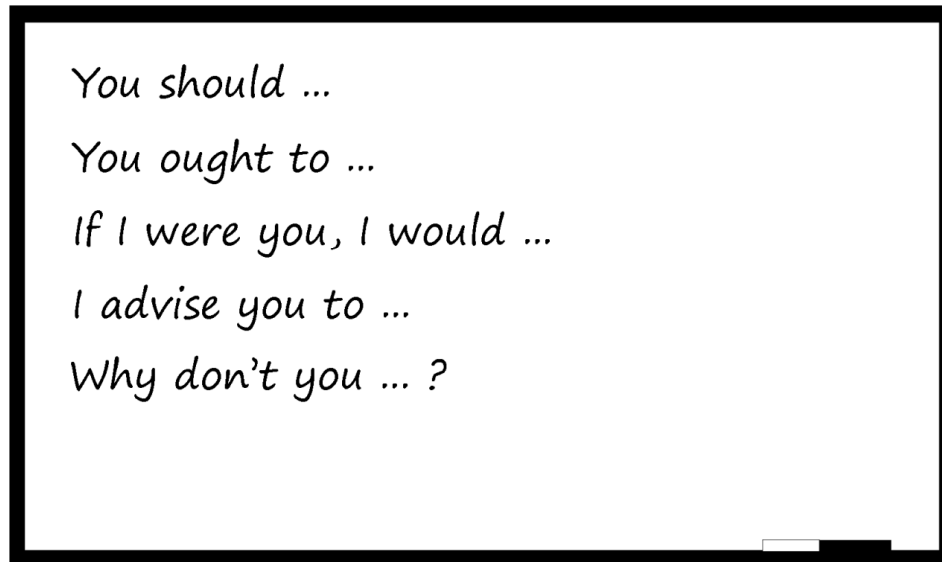 You should ...
You ought to ...
If I were you, I would ...
I advise you to ...
Why don't you ... ?